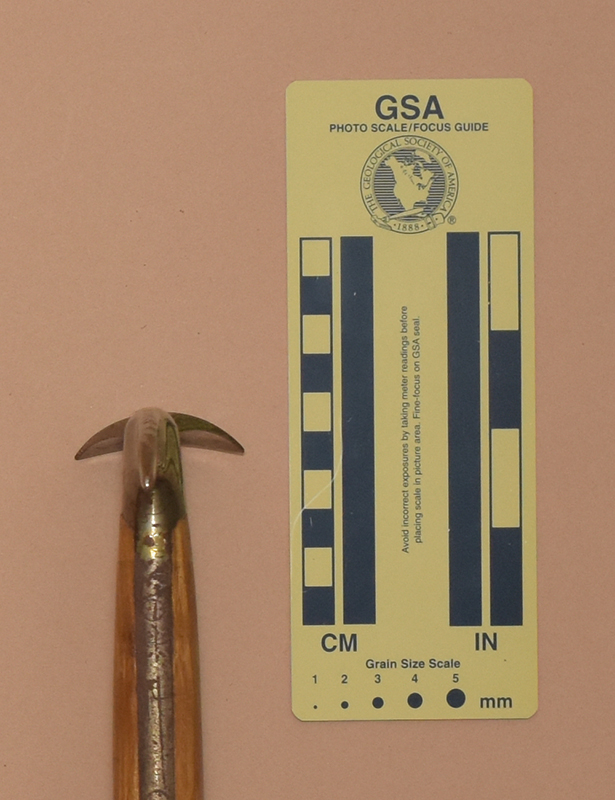 GSA
PHOTO SCALE/FOCUS GUIDE
THE GEOLOGICAL SOCIETY OF AMERICA
®
·1888·
Avoid incorrect exposures by taking meter readings before
placing scale in picture area. Fine-focus on GSA seal.
CM
IN
Grain Size Scale
1 2 3 4 5
mm